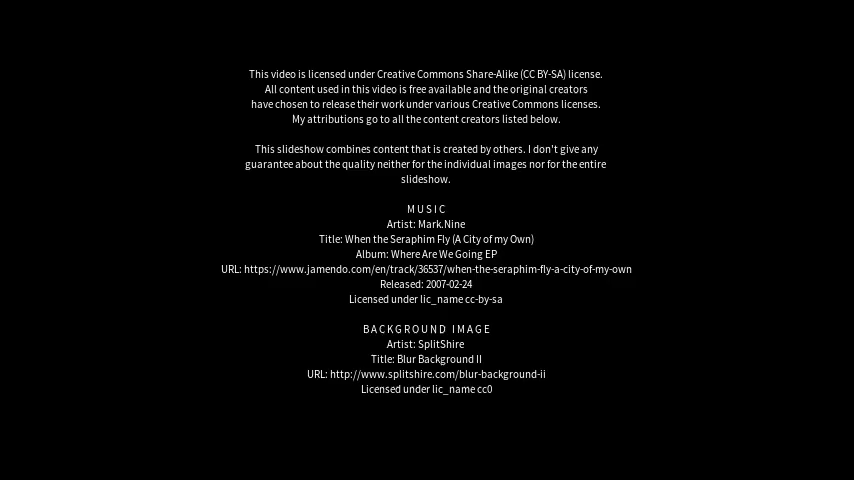 This video is licensed under Creative Commons Share-Alike (CC BY-SA) license.
All content used in this video is free available and the original creators
have chosen to release their work under various Creative Commons licenses.
My attributions go to all the content creators listed below.
This slideshow combines content that is created by others. I don't give any
guarantee about the quality neither for the individual images nor for the entire
slideshow.
MUSIC
Artist: Mark.Nine
Title: When the Seraphim Fly (A City of my Own)
Album: Where Are We Going EP
URL: https://www.jamendo.com/en/track/36537/when-the-seraphim-fly-a-city-of-my-own
Released: 2007-02-24
Licensed under lic_name cc-by-sa
BACKGROUND IMAGE
Artist: SplitShire
Title: Blur Background II
URL: http://www.splitshire.com/blur-background-ii
Licensed under lic_name cc0